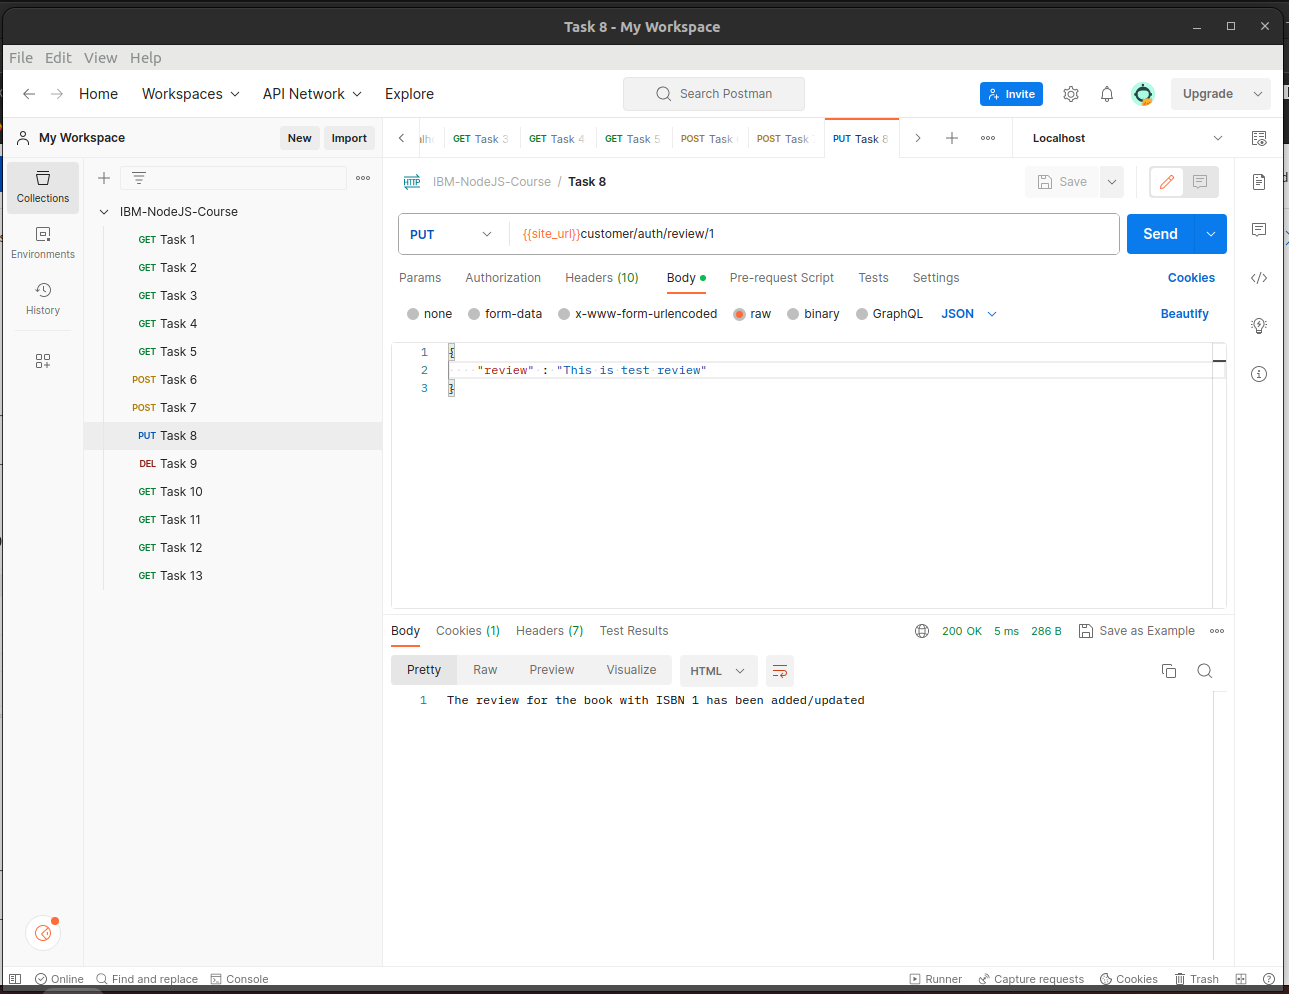 Task 8 - My Workspace
File Edit View Help
Home Workspaces API Network Explore Search Postman Invite Upgrade
My Workspace New Import GET Task 3 GET Task 4 GET Task 5 POST Task POST Task PUT Task 8 Localhost
Collections
Environments
History
IBM-NodeJS-Course
GET Task 1
GET Task 2
GET Task 3
GET Task 4
GET Task 5
POST Task 6
POST Task 7
PUT Task 8
DEL Task 9
GET Task 10
GET Task 11
GET Task 12
GET Task 13
HTTP IBM-NodeJS-Course / Task 8 Save
PUT {{site_url}}customer/auth/review/1 Send
Params Authorization Headers (10) Body Pre-request Script Tests Settings Cookies
none form-data x-www-form-urlencoded raw binary GraphQL JSON Beautify
1 {
2 "review" : "This is test review"
3 }
Body Cookies (1) Headers (7) Test Results 200 OK 5 ms 286 B Save as Example
Pretty Raw Preview Visualize HTML
1 The review for the book with ISBN 1 has been added/updated
Online Find and replace Console Runner Capture requests Cookies Trash